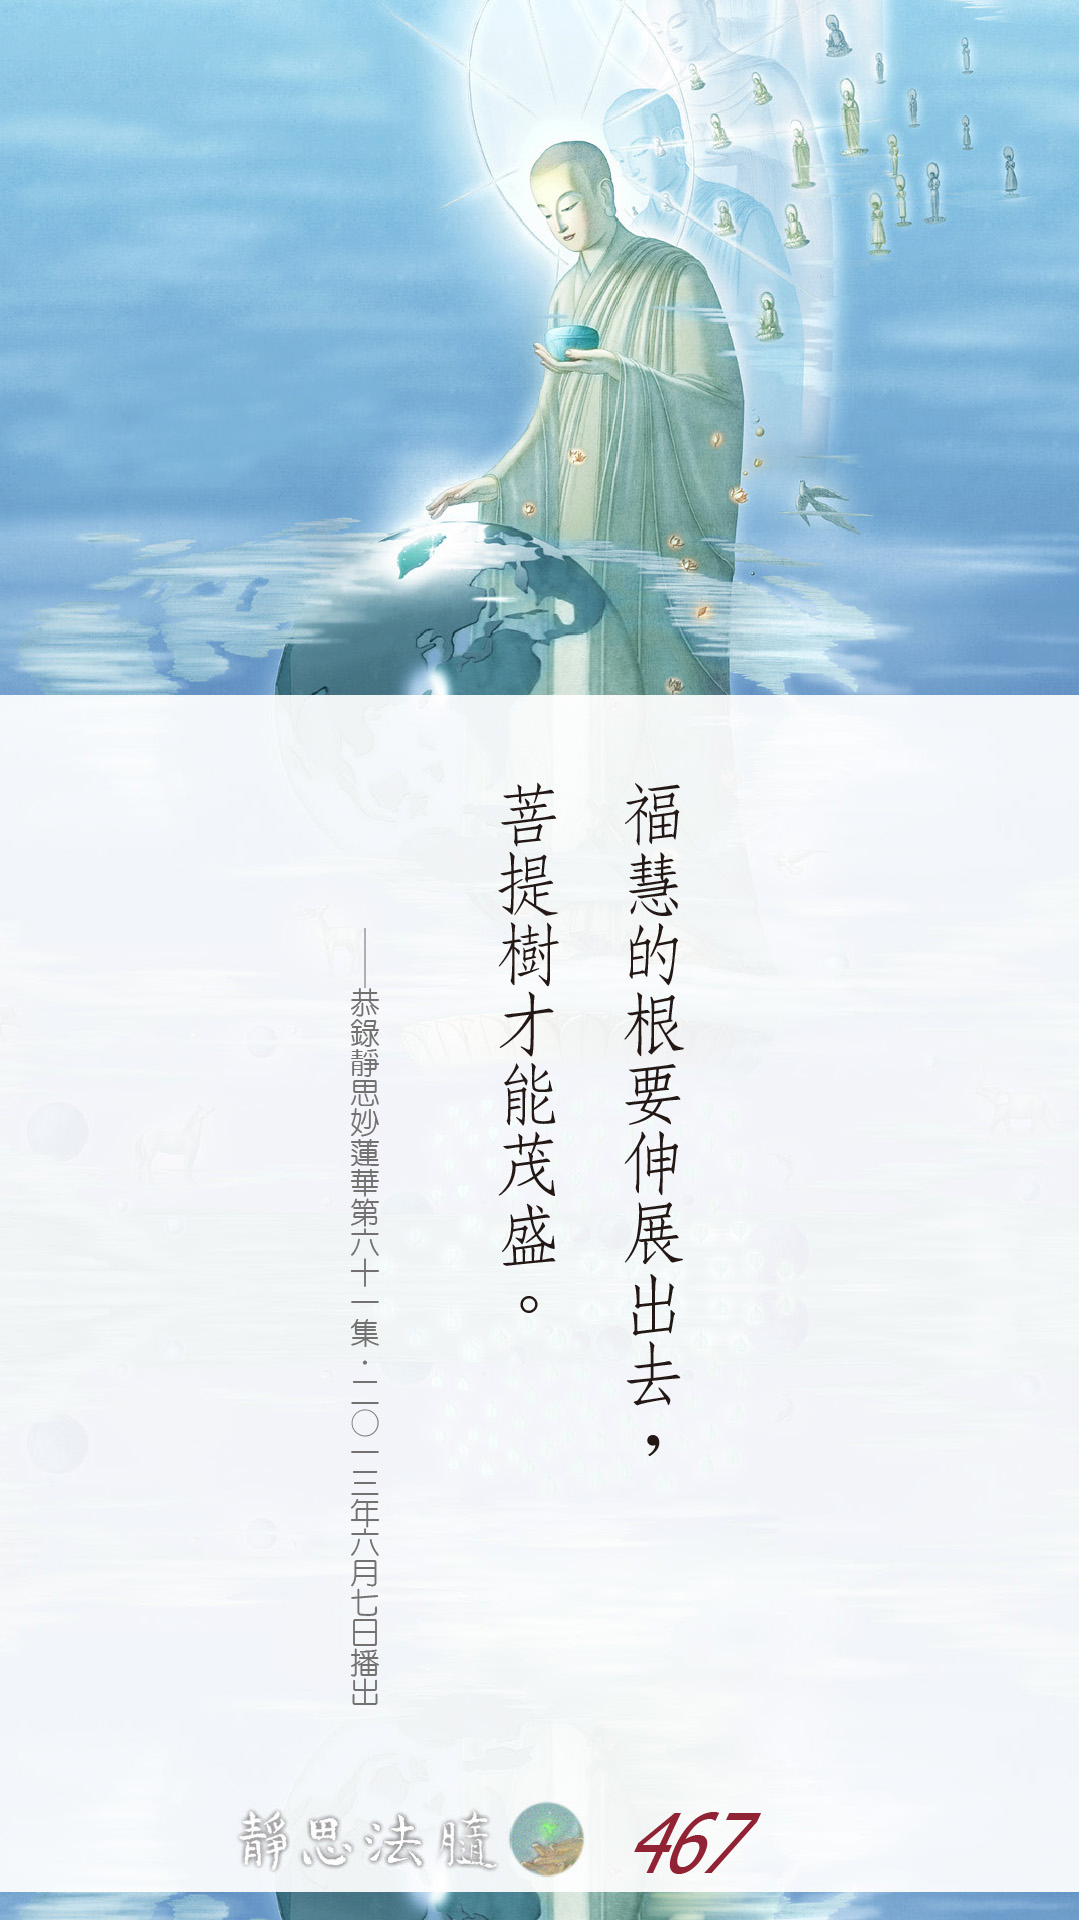 福慧的根要伸展出去，
菩提樹才能茂盛。
——恭錄靜思妙蓮華第六十一集·二〇一三年六月七日播出
靜思法髓 467